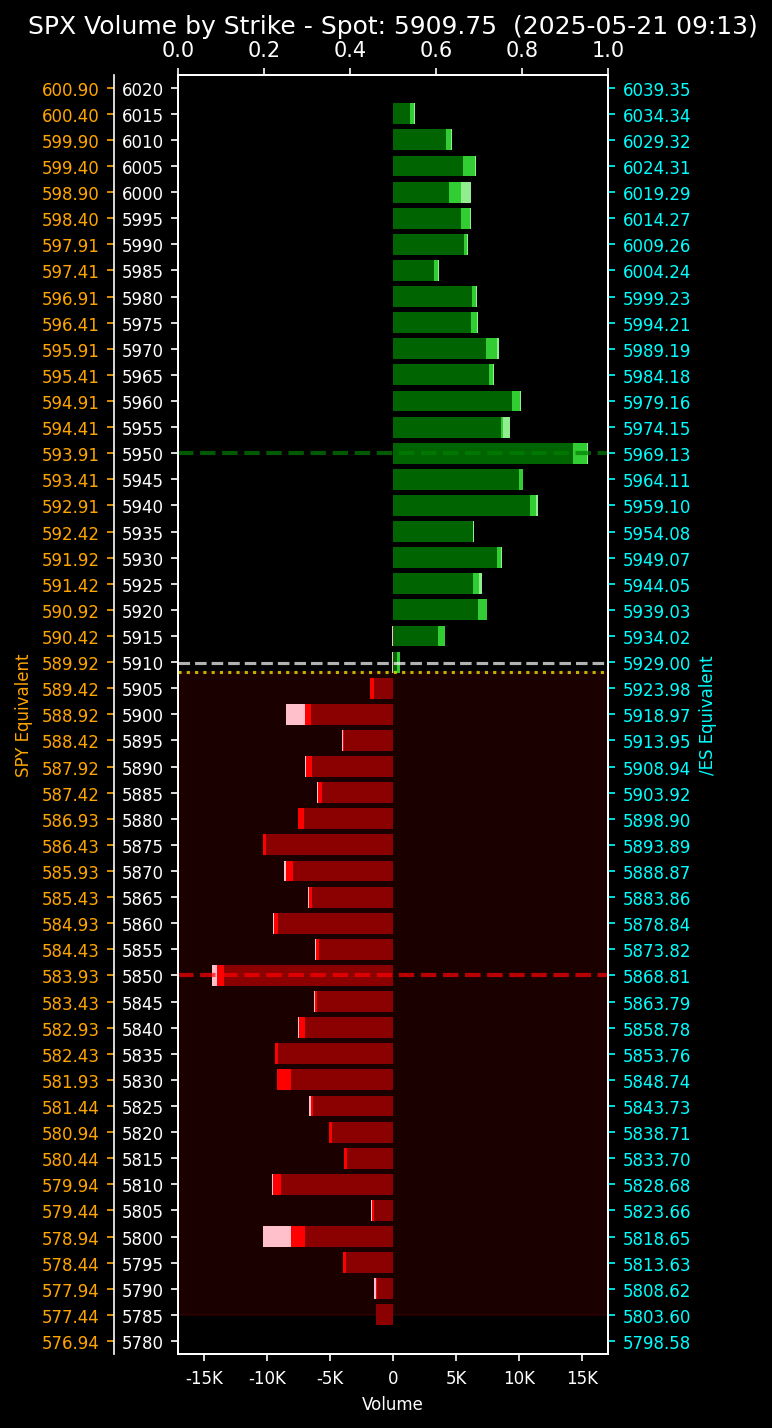 SPX Volume by Strike - Spot: 5909.75 (2025-05-21 09:13)
0.0 0.2 0.4 0.6 0.8 1.0
600.90 6020 6039.35
600.40 6015 6034.34
599.90 6010 6029.32
599.40 6005 6024.31
598.90 6000 6019.29
598.40 5995 6014.27
597.91 5990 6009.26
597.41 5985 6004.24
596.91 5980 5999.23
596.41 5975 5994.21
595.91 5970 5989.19
595.41 5965 5984.18
594.91 5960 5979.16
594.41 5955 5974.15
593.91 5950 5969.13
593.41 5945 5964.11
592.91 5940 5959.10
592.42 5935 5954.08
591.92 5930 5949.07
591.42 5925 5944.05
590.92 5920 5939.03
590.42 5915 5934.02
589.92 5910 5929.00
589.42 5905 5923.98
588.92 5900 5918.97
588.42 5895 5913.95
587.92 5890 5908.94
587.42 5885 5903.92
586.93 5880 5898.90
586.43 5875 5893.89
585.93 5870 5888.87
585.43 5865 5883.86
584.93 5860 5878.84
584.43 5855 5873.82
583.93 5850 5868.81
583.43 5845 5863.79
582.93 5840 5858.78
582.43 5835 5853.76
581.93 5830 5848.74
581.44 5825 5843.73
580.94 5820 5838.71
580.44 5815 5833.70
579.94 5810 5828.68
579.44 5805 5823.66
578.94 5800 5818.65
578.44 5795 5813.63
577.94 5790 5808.62
577.44 5785 5803.60
576.94 5780 5798.58
SPY Equivalent
/ES Equivalent
-15K -10K -5K 0 5K 10K 15K
Volume